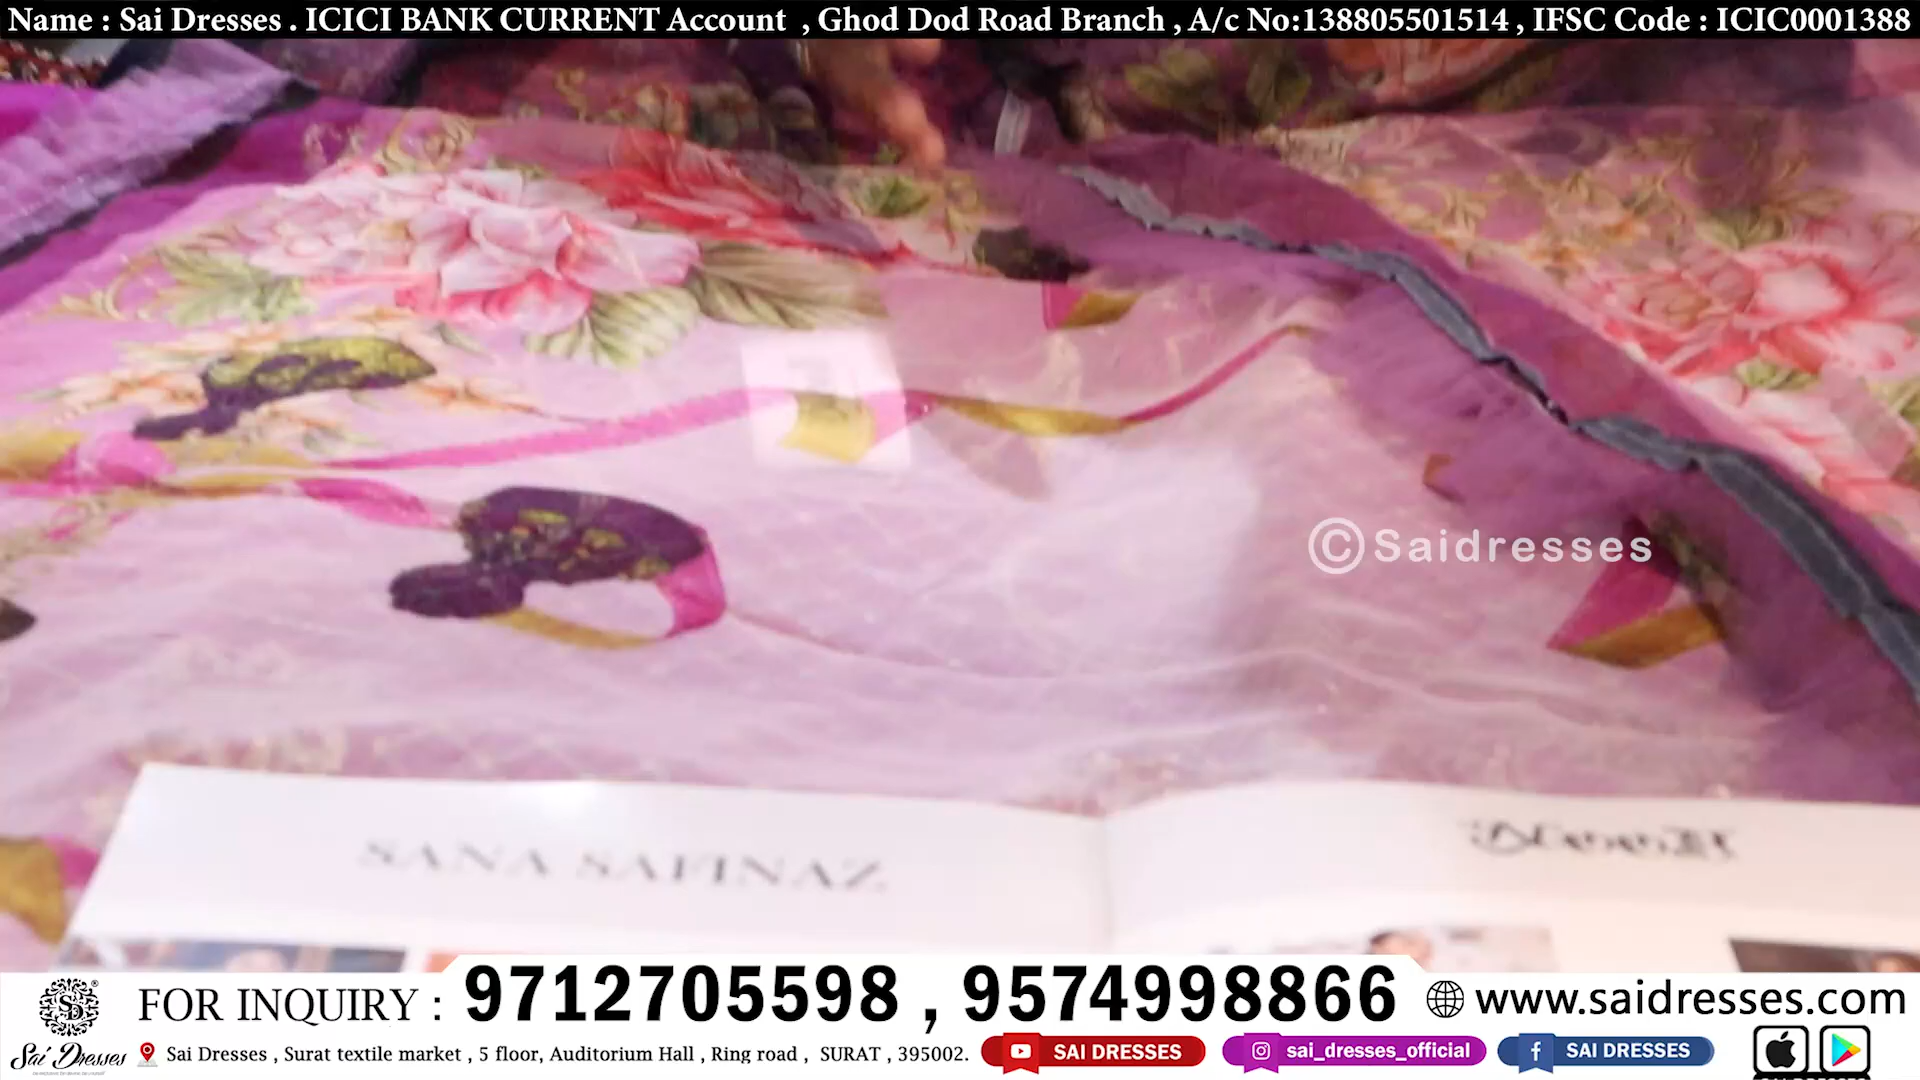 Name : Sai Dresses . ICICI BANK CURRENT Account , Ghod Dod Road Branch , A/c No:138805501514 , IFSC Code : ICIC0001388
©Saidresses
SANA SAFINAZ
FOR INQUIRY : 9712705598 , 9574998866 www.saidresses.com
Sai Dresses
Sai Dresses , Surat textile market , 5 floor, Auditorium Hall , Ring road , SURAT , 395002.
SAI DRESSES
sai_dresses_official
SAI DRESSES